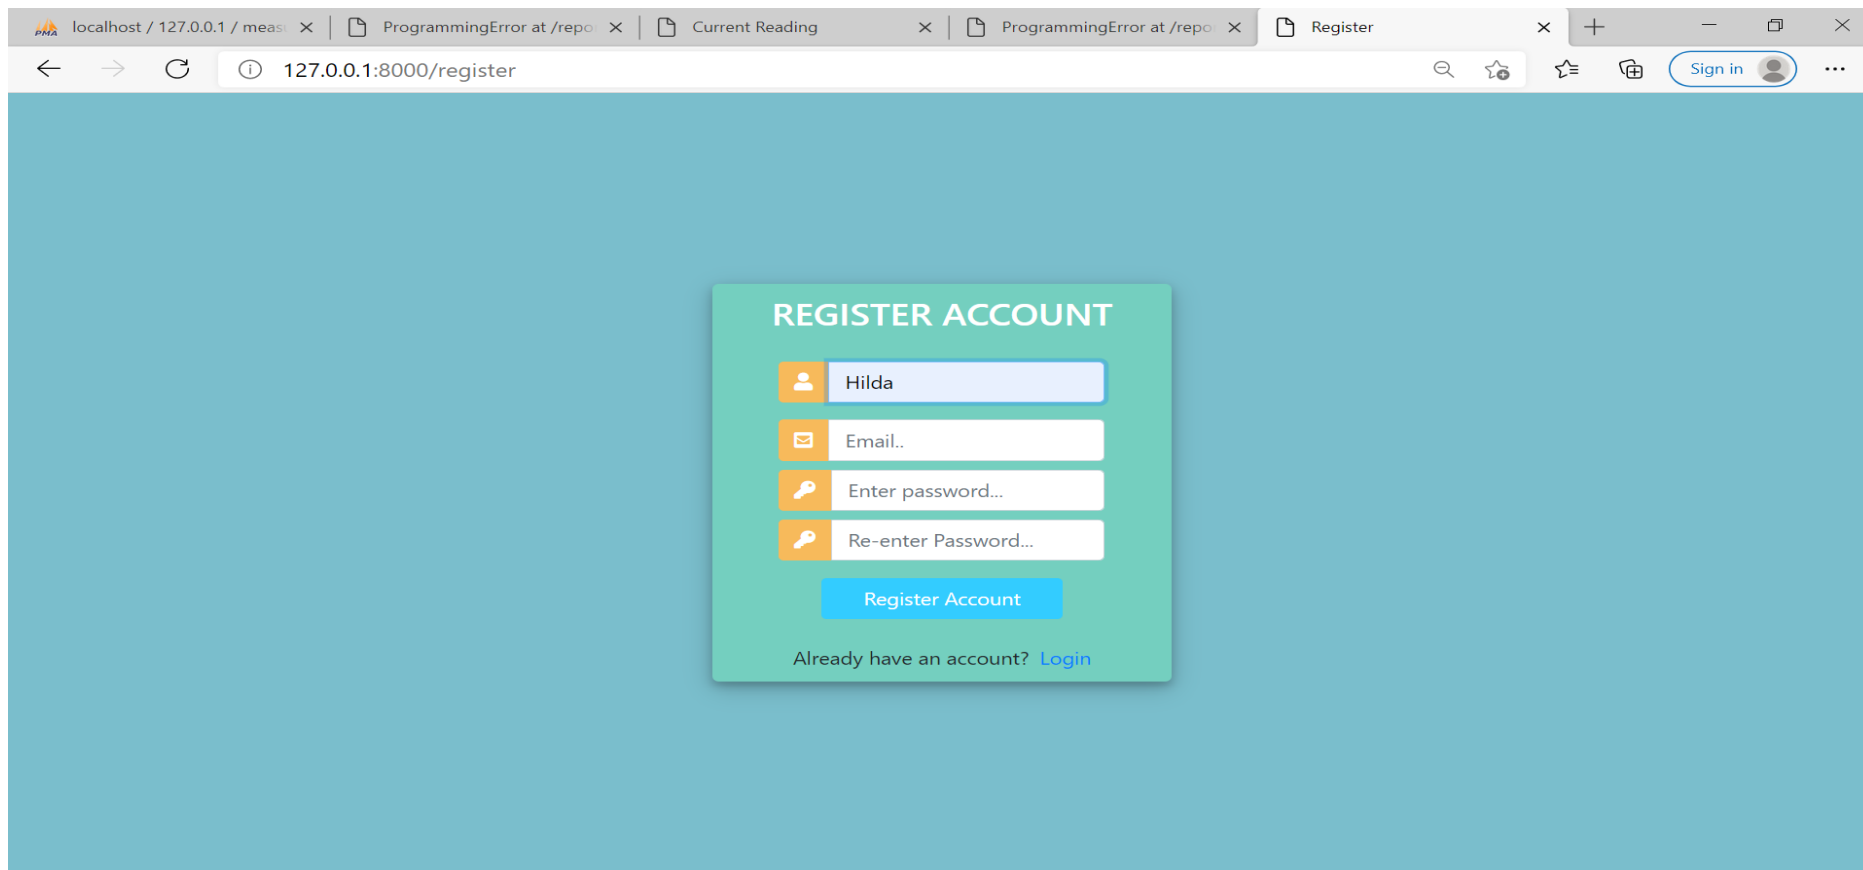 PMA localhost / 127.0.0.1 / meas ProgrammingError at /repo Current Reading ProgrammingError at /repo Register
127.0.0.1:8000/register Sign in
REGISTER ACCOUNT
Hilda
Email..
Enter password...
Re-enter Password...
Register Account
Already have an account? Login